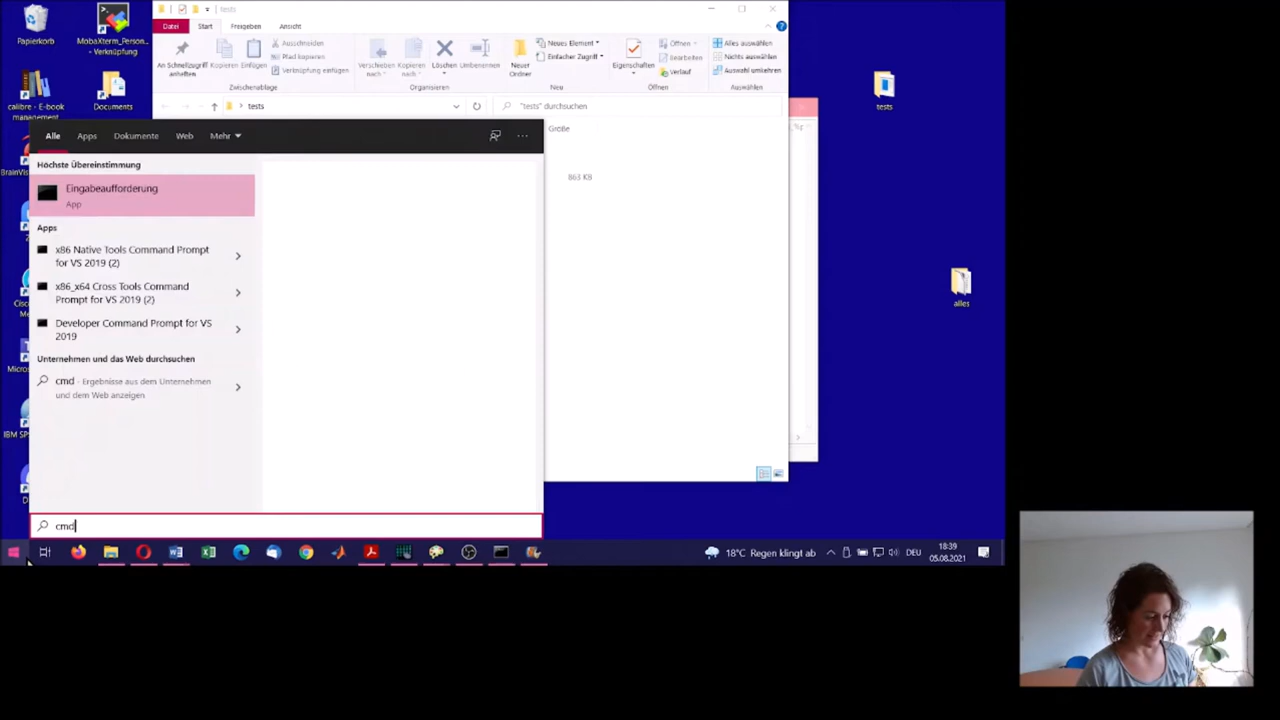 Papierkorb
MobaXterm_Person...
- Verknüpfung
calibre - E-book
management
Documents
tests
Datei
Start
Freigeben
Ansicht
An Schnellzugriff
anheften
Kopieren
Einfügen
Ausschneiden
Pfad kopieren
Verknüpfung einfügen
Zwischenablage
Verschieben
nach
Kopieren
nach
Löschen
Umbenennen
Organisieren
Neuer
Ordner
Neues Element
Einfacher Zugriff
Neu
Eigenschaften
Öffnen
Bearbeiten
Verlauf
Öffnen
Alles auswählen
Nichts auswählen
Auswahl umkehren
Auswählen
tests
"tests" durchsuchen
Größe
863 KB
tests
alles
Alle
Apps
Dokumente
Web
Mehr
Höchste Übereinstimmung
Eingabeaufforderung
App
Apps
x86 Native Tools Command Prompt
for VS 2019 (2)
x86_x64 Cross Tools Command
Prompt for VS 2019 (2)
Developer Command Prompt for VS
2019
Unternehmen und das Web durchsuchen
cmd - Ergebnisse aus dem Unternehmen
und dem Web anzeigen
cmd
BrainVis
Cisc
Me
Micros
IBM SP
D
18°C Regen klingt ab
DEU
18:39
05.08.2021